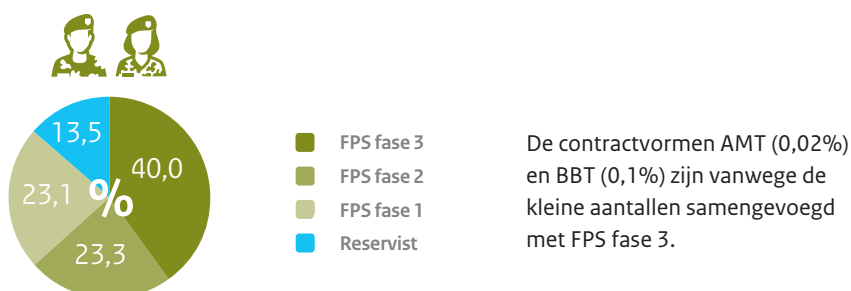 13,5
40,0
23,1
%
23,3
FPS fase 3
FPS fase 2
FPS fase 1
Reservist
De contractvormen AMT (0,02%)
en BBT (0,1%) zijn vanwege de
kleine aantallen samengevoegd
met FPS fase 3.